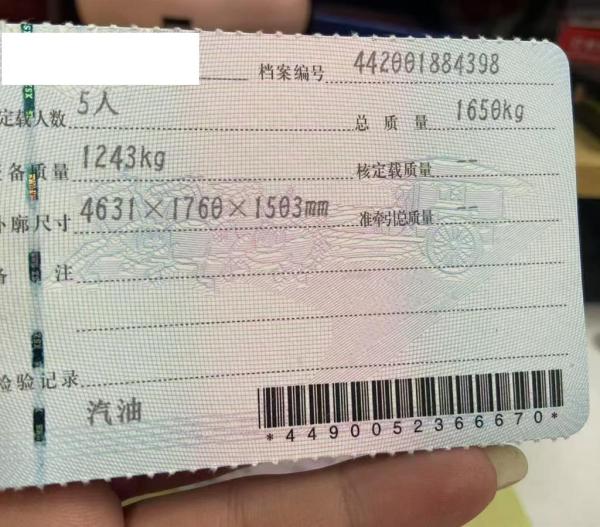 档案编号 442001884398
定载人数 5人 总质量 1650kg
备质量 1243kg 核定载质量 --
廓尺寸 4631×1760×1503mm 准牵引总质量 --
注
检验记录
汽油
*4490052366670*